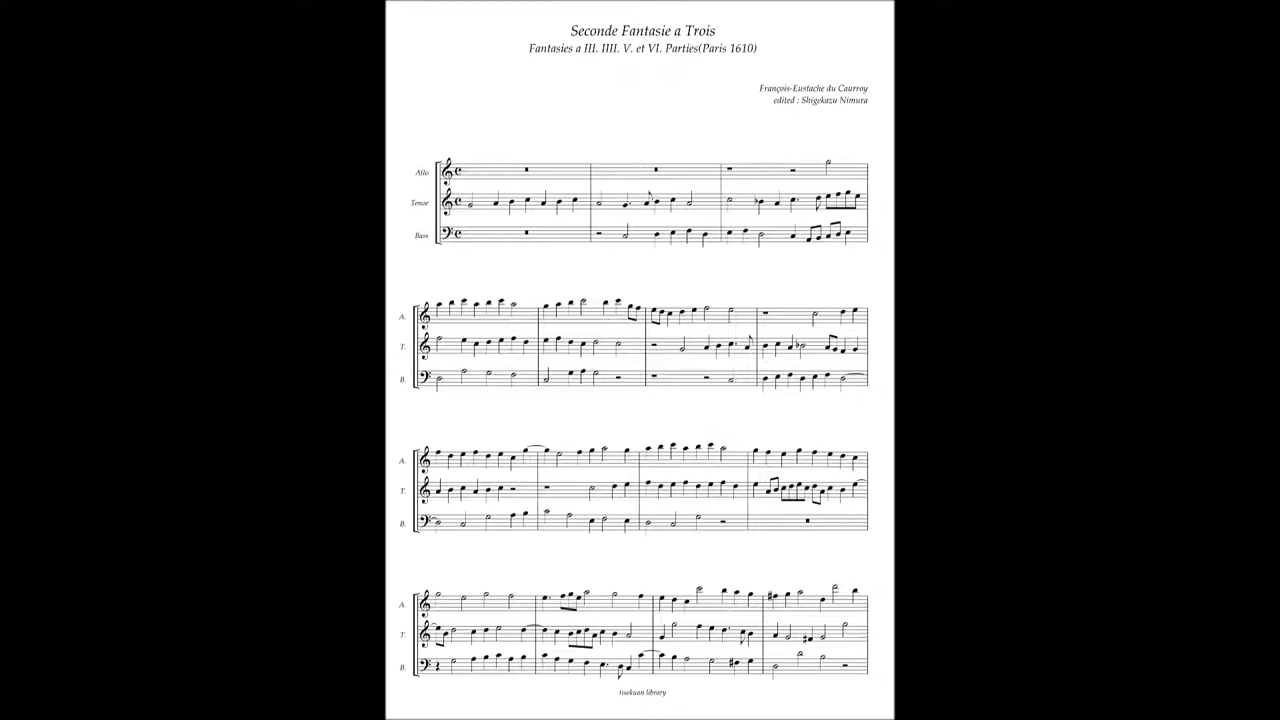 Seconde Fantasie a Trois
Fantasies a III. IIII. V. et VI. Parties(Paris 1610)
François-Eustache du Caurroy
edited : Shigekazu Nimura
Alto
Tenor
Bass
A.
T.
B.
A.
T.
B.
A.
T.
B.
tisekuan library